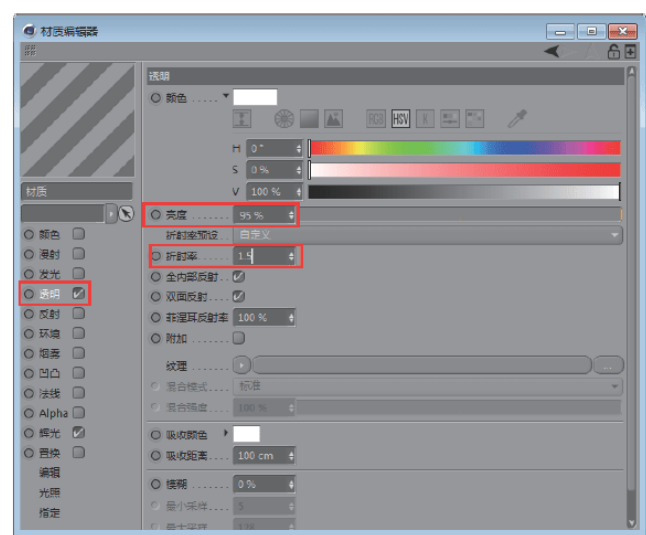 材质编辑器
透明
颜色 .....
RGB HSV K
H 0°
S 0%
V 100 %
材质
亮度 ....... 95 %
折射率预设 .. 自定义
折射率 ...... 1.5
全内部反射 ..
双面反射 ....
菲涅耳反射率 100 %
附加 .......
纹理 .......
混合模式 .... 标准
混合强度 .... 100 %
吸收颜色
吸收距离 .... 100 cm
模糊 ....... 0 %
最小采样 .... 5
最大采样 .... 128
颜色
漫射
发光
透明
反射
环境
烟雾
凹凸
法线
Alpha
辉光
置换
编辑
光照
指定